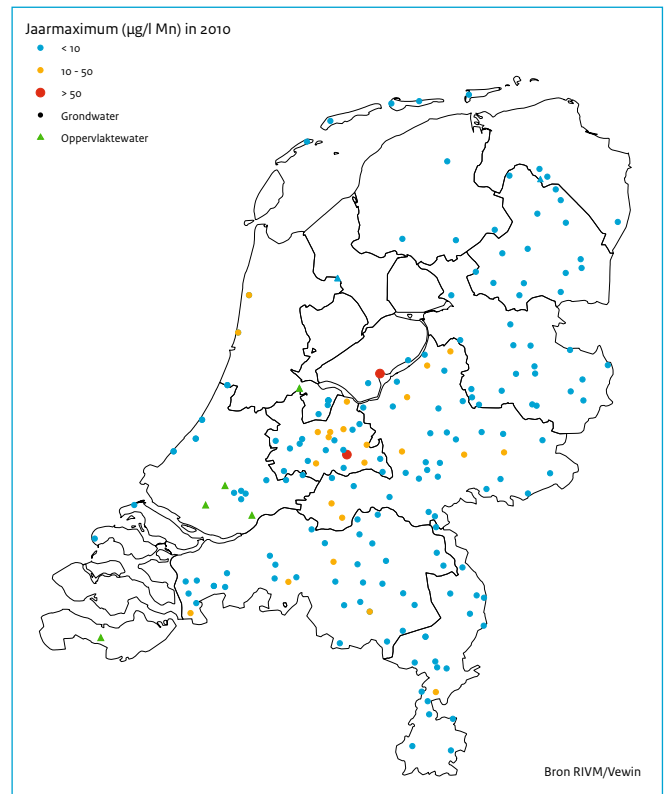 Jaarmaximum (µg/l Mn) in 2010
< 10
10 - 50
> 50
Grondwater
Oppervlaktewater
Bron RIVM/Vewin